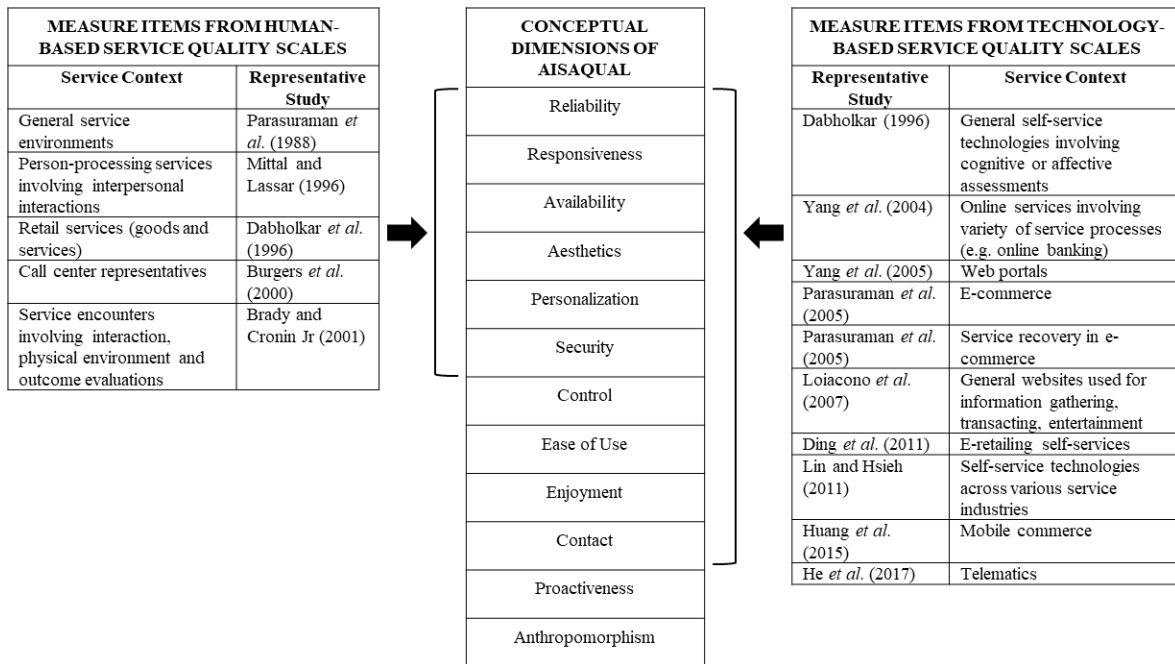 MEASURE ITEMS FROM HUMAN-
BASED SERVICE QUALITY SCALES
Service Context
Representative
Study
General service
environments
Parasuraman et
al. (1988)
Person-processing services
involving interpersonal
interactions
Mittal and
Lassar (1996)
Retail services (goods and
services)
Dabholkar et al.
(1996)
Call center representatives
Burgers et al.
(2000)
Service encounters
involving interaction,
physical environment and
outcome evaluations
Brady and
Cronin Jr (2001)
CONCEPTUAL
DIMENSIONS OF
AISAQUAL
Reliability
Responsiveness
Availability
Aesthetics
Personalization
Security
Control
Ease of Use
Enjoyment
Contact
Proactiveness
Anthropomorphism
MEASURE ITEMS FROM TECHNOLOGY-
BASED SERVICE QUALITY SCALES
Representative
Study
Service Context
Dabholkar (1996)
General self-service
technologies involving
cognitive or affective
assessments
Yang et al. (2004)
Online services involving
variety of service processes
(e.g. online banking)
Yang et al. (2005)
Web portals
Parasuraman et al.
(2005)
E-commerce
Parasuraman et al.
(2005)
Service recovery in e-
commerce
Loiacono et al.
(2007)
General websites used for
information gathering,
transacting, entertainment
Ding et al. (2011)
E-retailing self-services
Lin and Hsieh
(2011)
Self-service technologies
across various service
industries
Huang et al.
(2015)
Mobile commerce
He et al. (2017)
Telematics